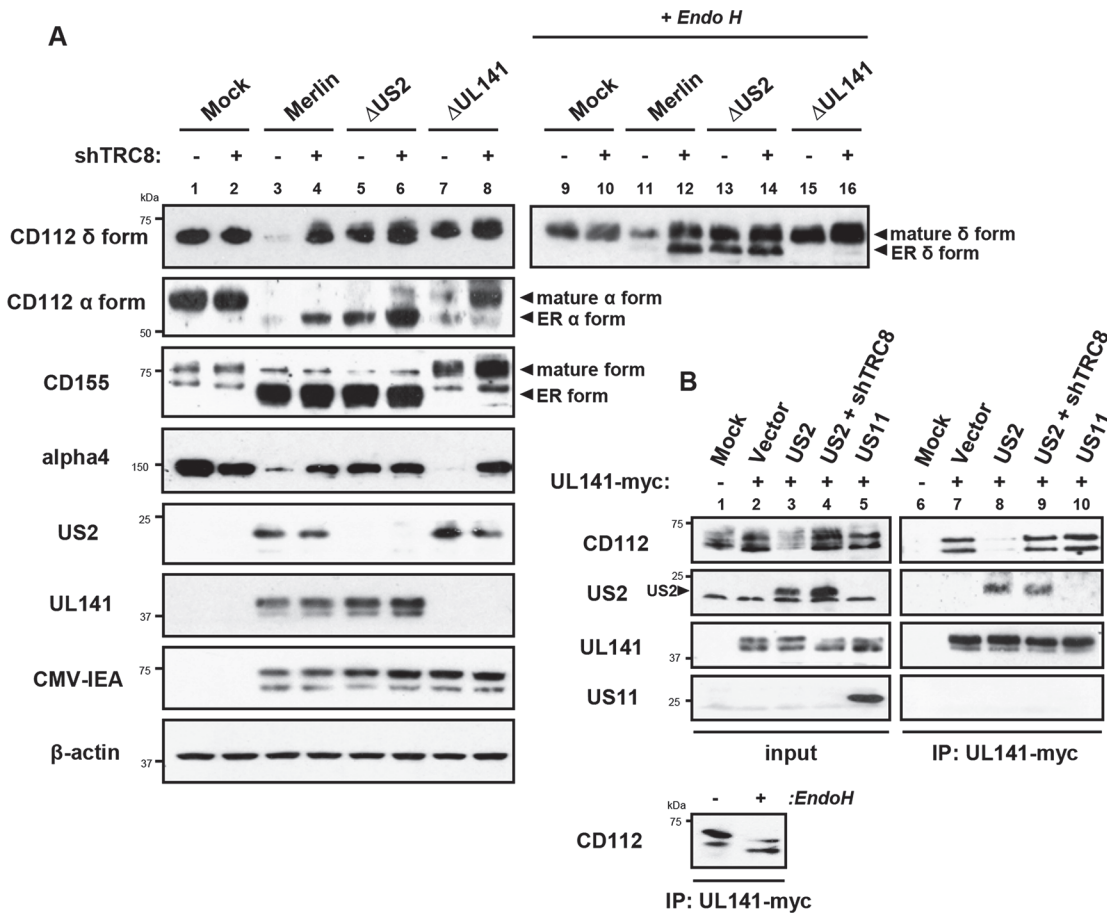 A
+ Endo H
Mock Merlin ΔUS2 ΔUL141 Mock Merlin ΔUS2 ΔUL141
shTRC8: - + - + - + - + - + - + - + - +
kDa 1 2 3 4 5 6 7 8 9 10 11 12 13 14 15 16
CD112 δ form 75 mature δ form
ER δ form
CD112 α form mature α form
ER α form
50
CD155 75 mature form
ER form
alpha4 150
US2 25
UL141 37
CMV-IEA 75
β-actin 37
B
Mock Vector US2 US2 + shTRC8 US11 Mock Vector US2 US2 + shTRC8 US11
UL141-myc: - + + + + - + + + +
1 2 3 4 5 6 7 8 9 10
CD112 75
US2 25 US2
UL141 37
US11 25
input IP: UL141-myc
kDa - + :EndoH
CD112 75
IP: UL141-myc